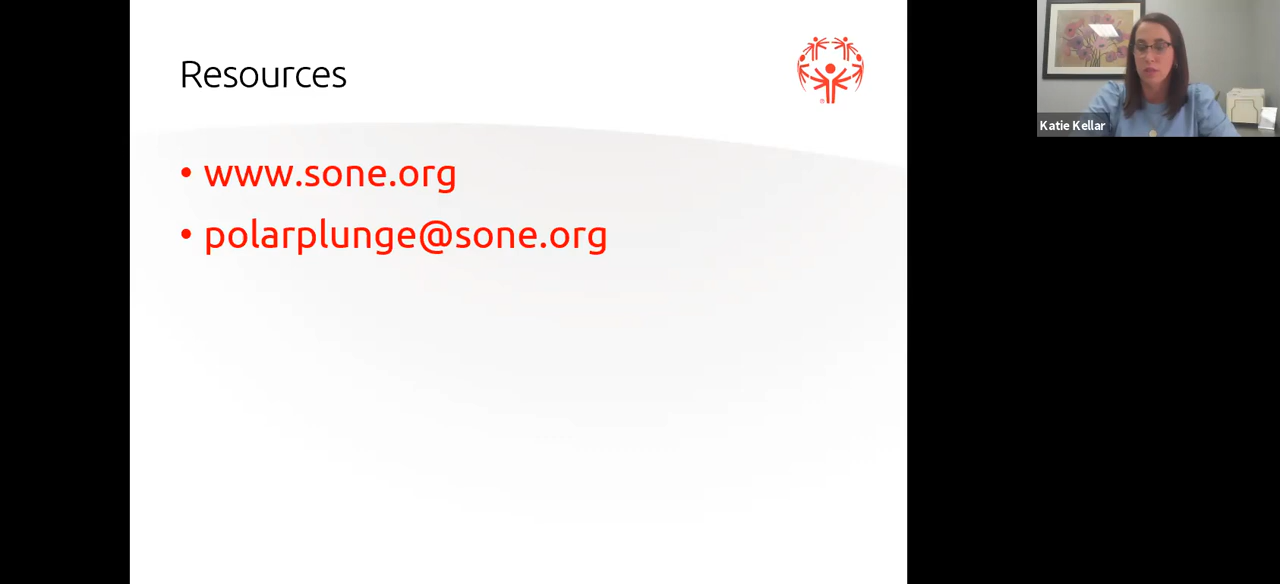 Resources
• www.sone.org
• polarplunge@sone.org
Katie Kellar